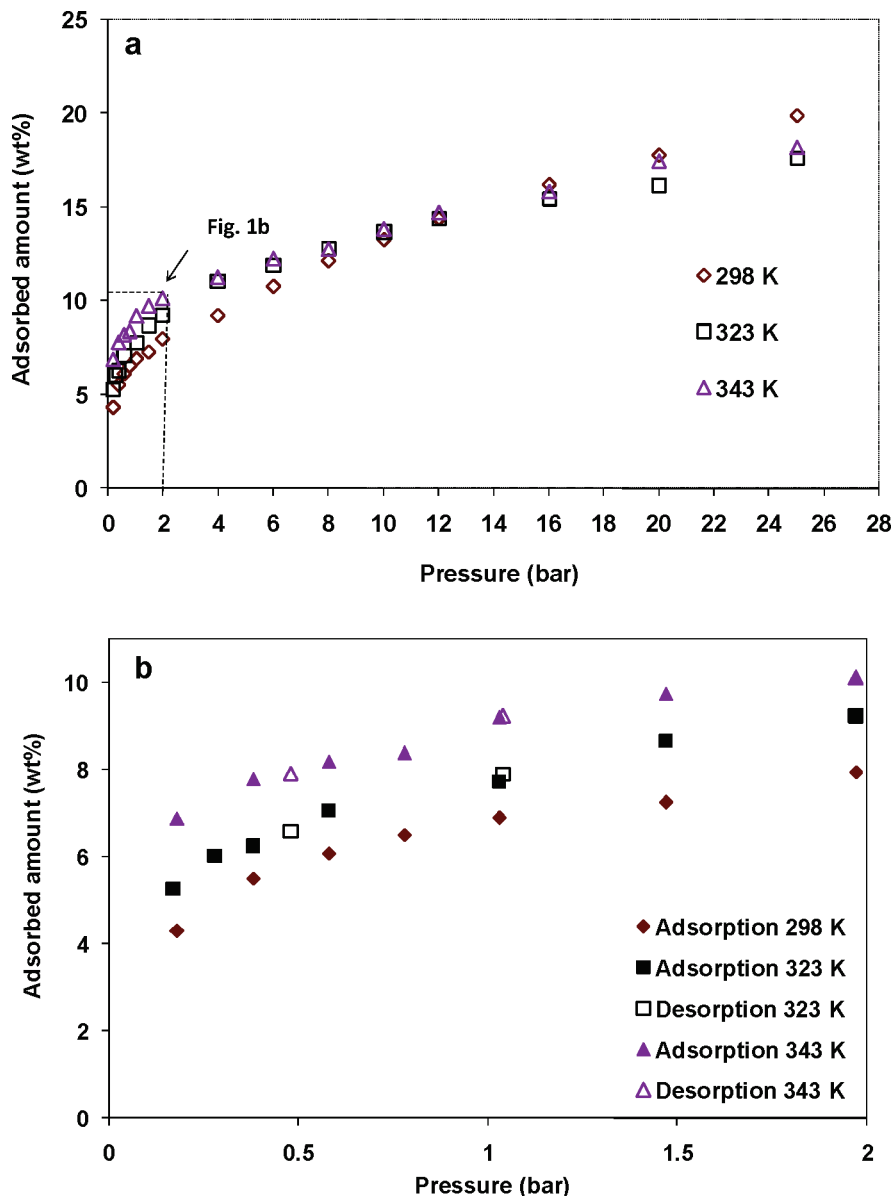 a
25
20
15
10
5
0
Adsorbed amount (wt%)
Fig. 1b
298 K
323 K
343 K
0 2 4 6 8 10 12 14 16 18 20 22 24 26 28
Pressure (bar)
b
10
8
6
4
2
0
Adsorbed amount (wt%)
Adsorption 298 K
Adsorption 323 K
Desorption 323 K
Adsorption 343 K
Desorption 343 K
0 0.5 1 1.5 2
Pressure (bar)